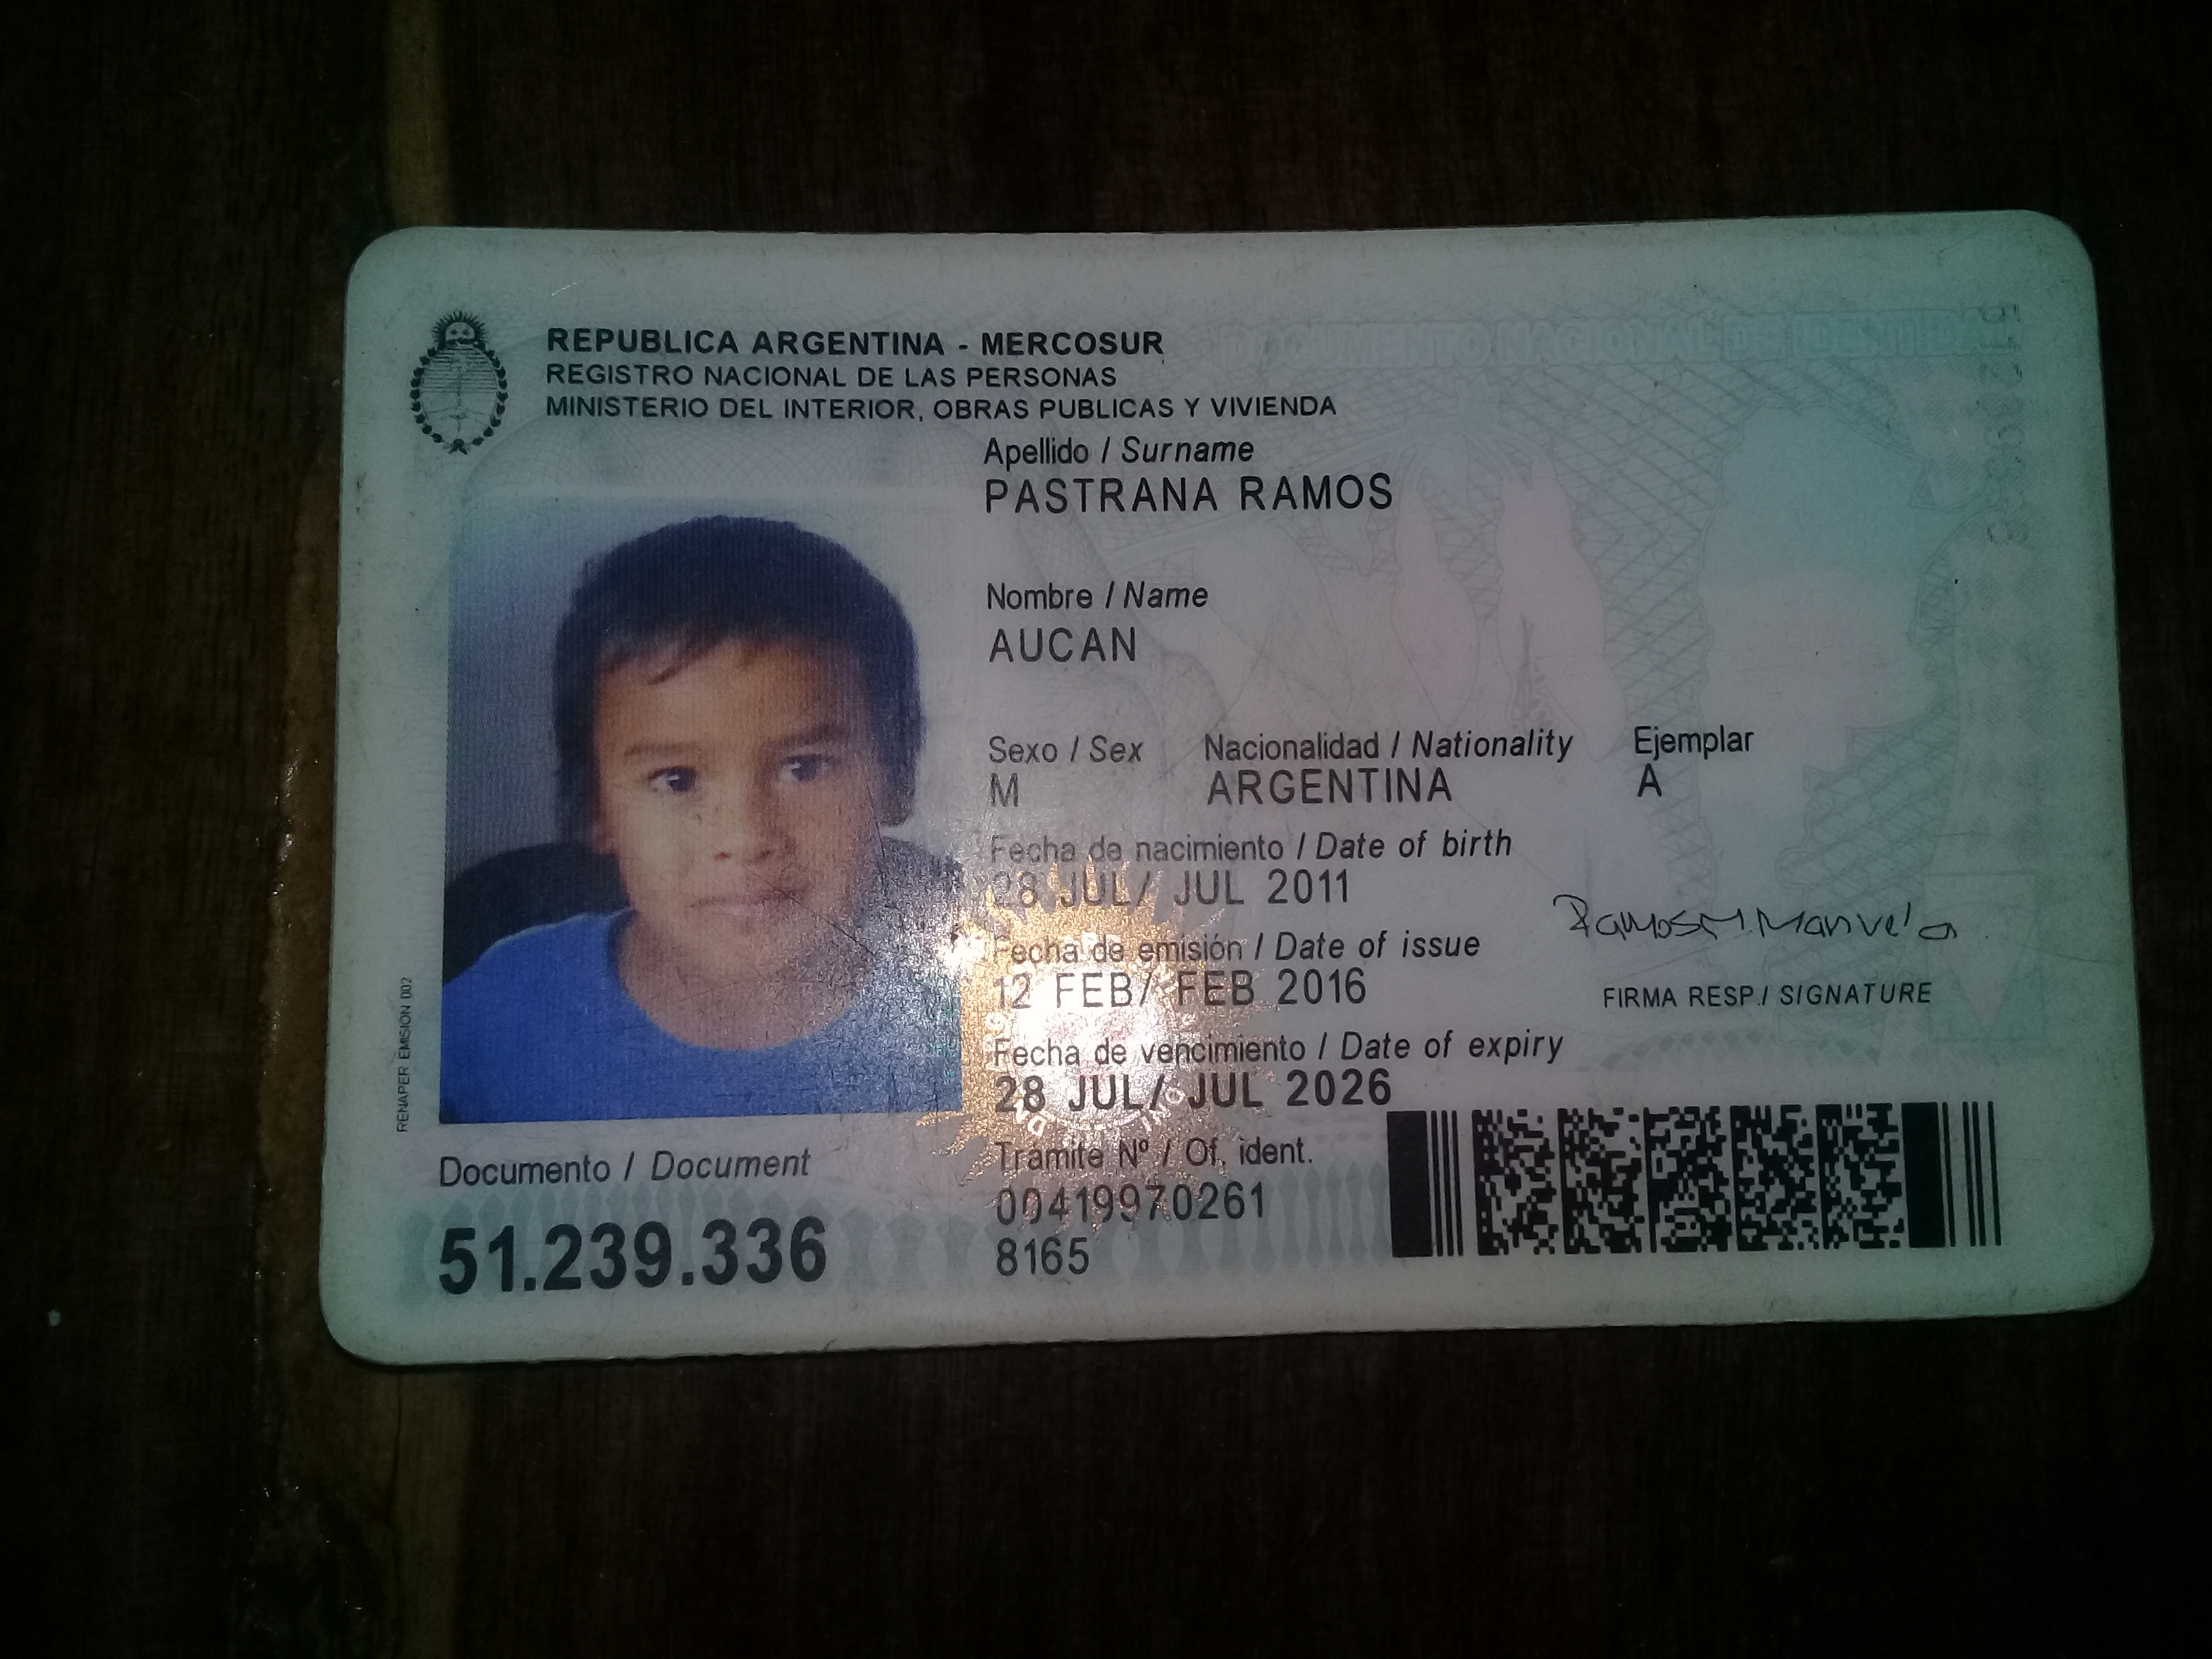 REPUBLICA ARGENTINA - MERCOSUR
REGISTRO NACIONAL DE LAS PERSONAS
MINISTERIO DEL INTERIOR, OBRAS PUBLICAS Y VIVIENDA
DOCUMENTO NACIONAL DE IDENTIDAD
Apellido / Surname
PASTRANA RAMOS
Nombre / Name
AUCAN
Sexo / Sex Nacionalidad / Nationality Ejemplar
M ARGENTINA A
Fecha de nacimiento / Date of birth
28 JUL/ JUL 2011
Fecha de emisión / Date of issue
12 FEB/ FEB 2016
Ramos M. Manuela
FIRMA RESP./ SIGNATURE
Fecha de vencimiento / Date of expiry
28 JUL/ JUL 2026
RENAPER EMISION 002
Documento / Document
51.239.336
Tramite Nº / Of. ident.
00419970261
8165